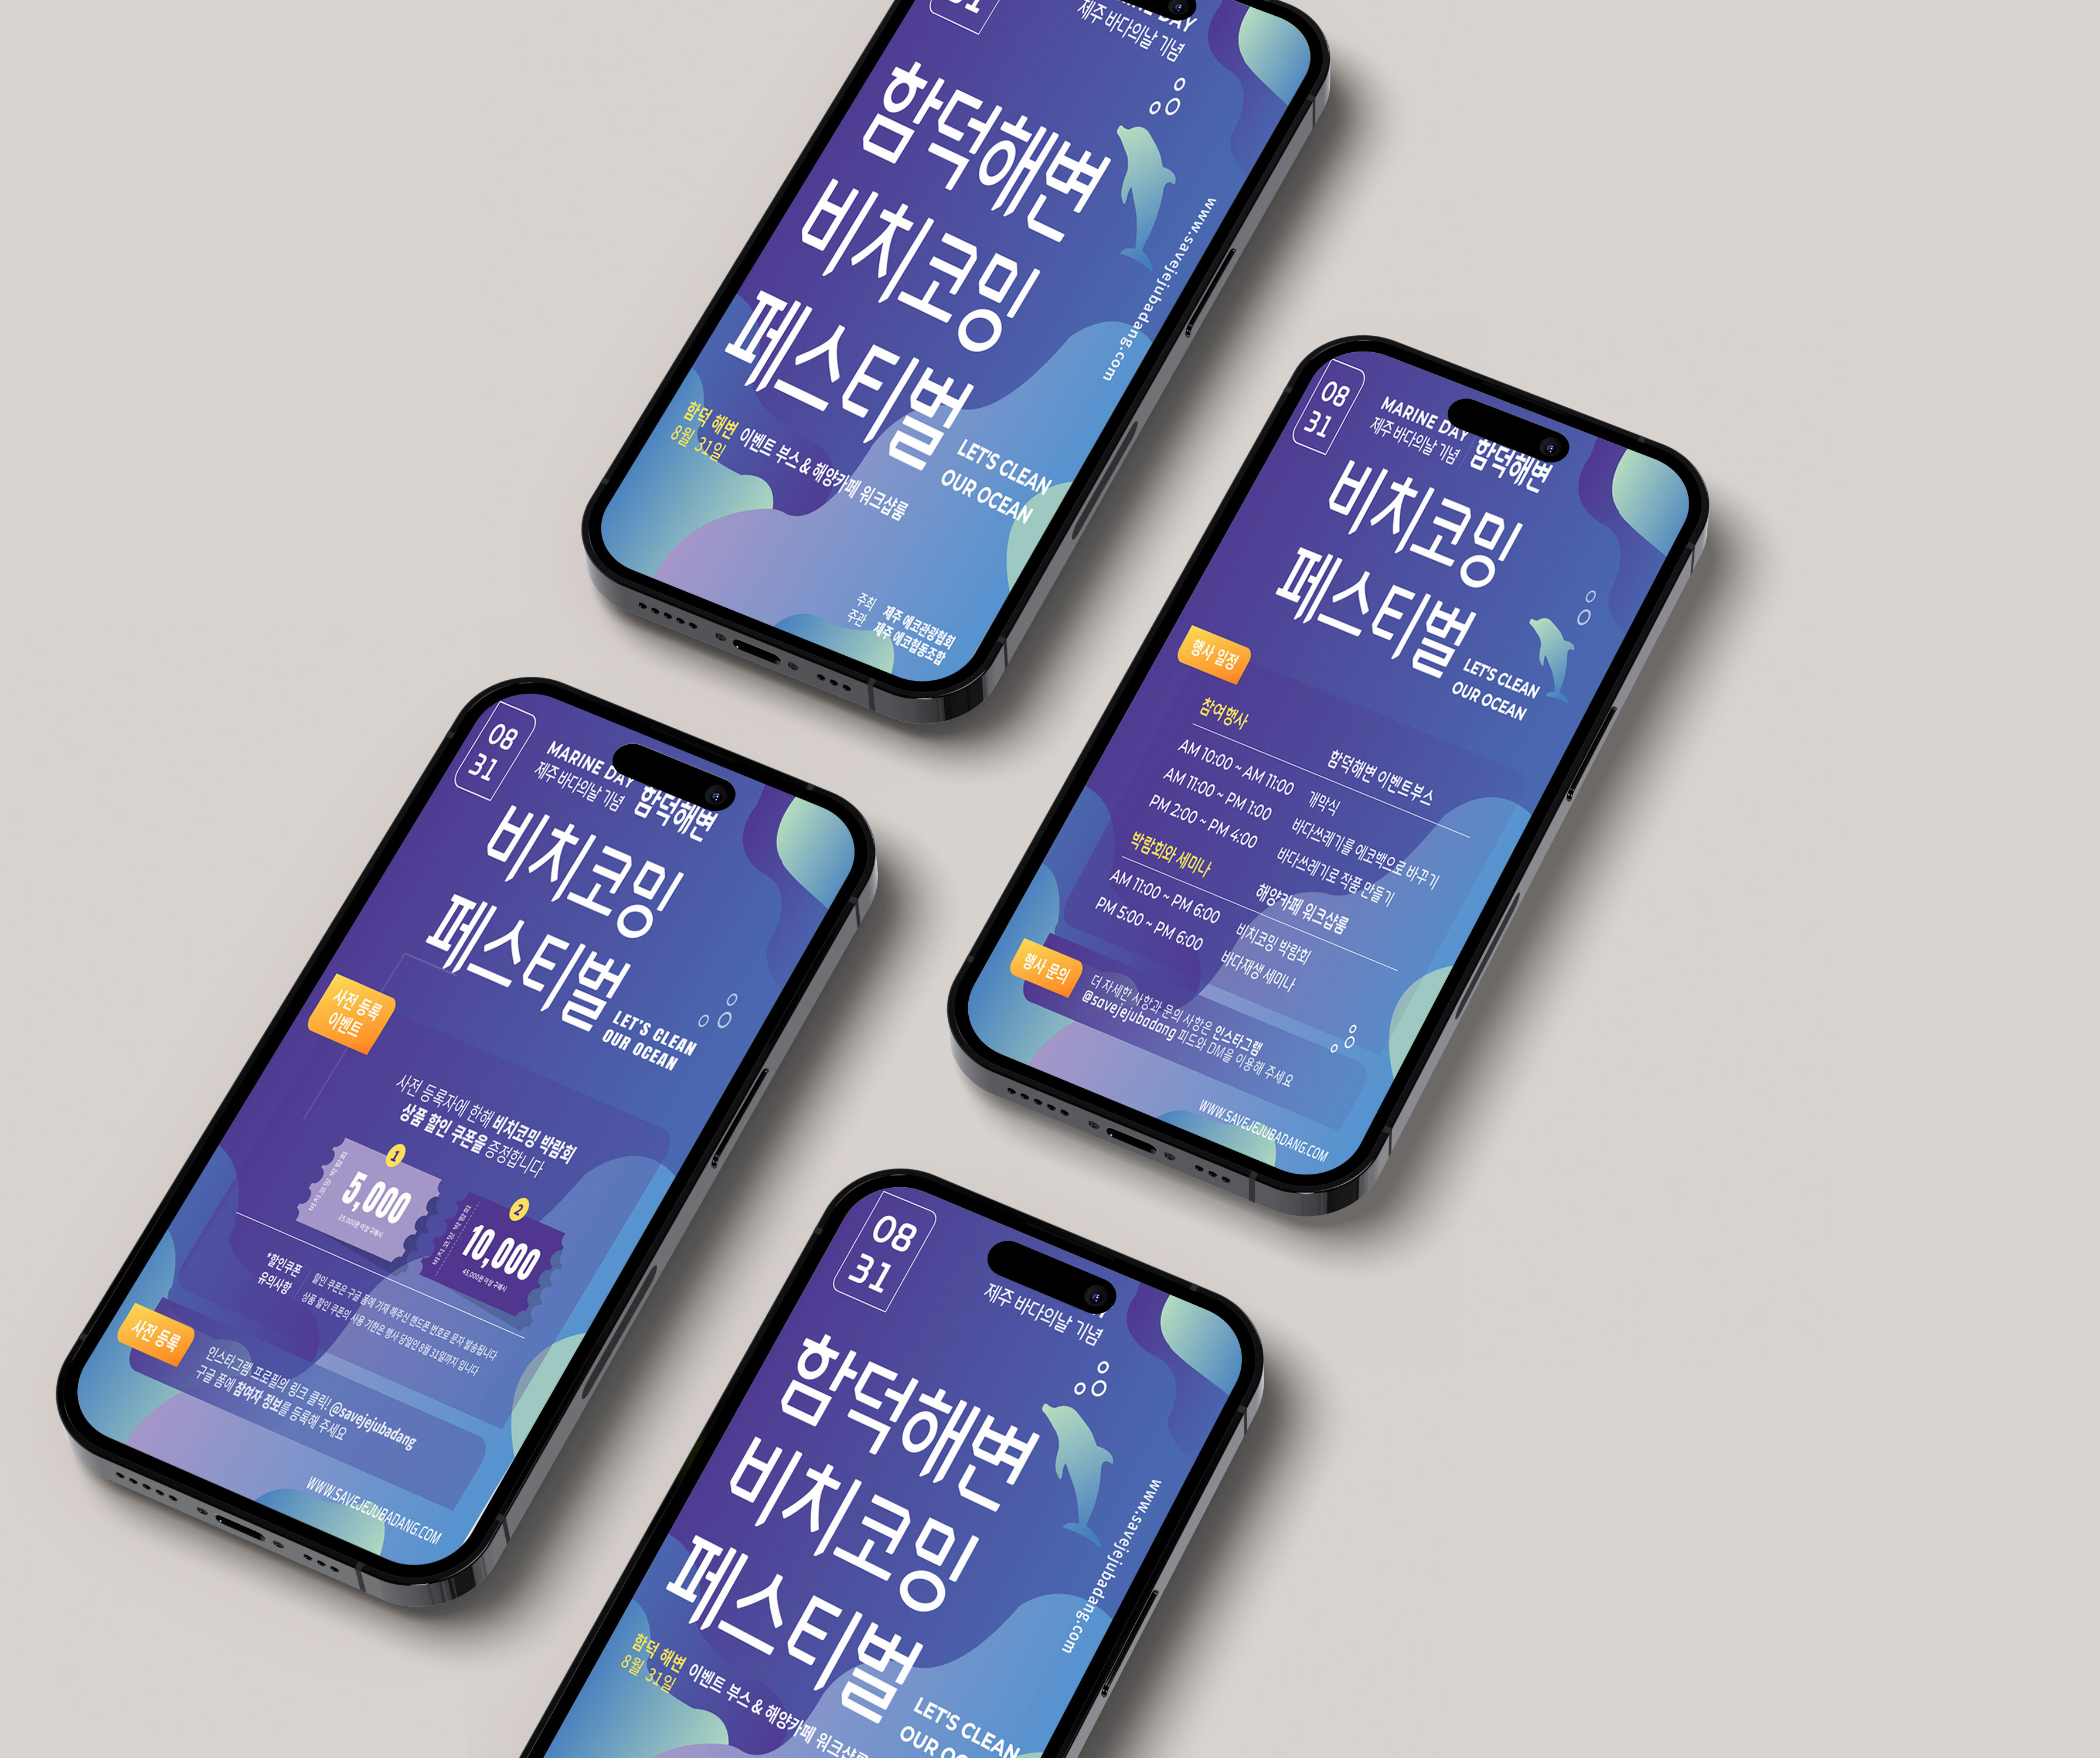 31
DAY
제주 바다의날 기념
함덕해변
비치코밍
페스티벌
www.savejejubadang.com
함덕 해변 이벤트 부스 & 해양카페 워크샵룸
8월 31일
LET'S CLEAN
OUR OCEAN
주최 제주 에코관광협회
주관 제주 에코협동조합
08
31
MARINE DAY
제주 바다의날 기념 함덕해변
비치코밍
페스티벌
LET'S CLEAN
OUR OCEAN
행사 일정
참여행사 함덕해변 이벤트부스
AM 10:00 ~ AM 11:00 개막식
AM 11:00 ~ PM 1:00 바다쓰레기를 에코백으로 바꾸기
PM 2:00 ~ PM 4:00 바다쓰레기로 작품 만들기
박람회와 세미나 해양카페 워크샵룸
AM 11:00 ~ PM 6:00 비치코밍 박람회
PM 5:00 ~ PM 6:00 바다재생 세미나
행사 문의
더 자세한 사항과 문의 사항은 인스타그램
@savejejubadang 피드와 DM을 이용해 주세요
WWW.SAVEJEJUBADANG.COM
08
31
MARINE DAY
제주 바다의날 기념 함덕해변
비치코밍
페스티벌
LET'S CLEAN
OUR OCEAN
사전 등록
이벤트
사전 등록자에 한해 비치코밍 박람회
상품 할인 쿠폰을 증정합니다
1
비치코밍 박람회
5,000
25,000원 이상 구매시
2
비치코밍 박람회
10,000
45,000원 이상 구매시
*할인쿠폰
유의사항
할인 쿠폰은 구글 폼에 기재 해주신 핸드폰 번호로 문자 발송됩니다
상품 할인 쿠폰의 사용 기한은 행사 당일인 8월 31일까지 입니다
사전 등록
인스타그램 프로필의 링크 클릭! @savejejubadang
구글 폼에 참여자 정보를 등록해 주세요
WWW.SAVEJEJUBADANG.COM
08
31
제주 바다의날 기념
함덕해변
비치코밍
페스티벌
www.savejejubadang.com
함덕 해변 이벤트 부스 & 해양카페 워크샵룸
8월 31일
LET'S CLEAN
OUR OC